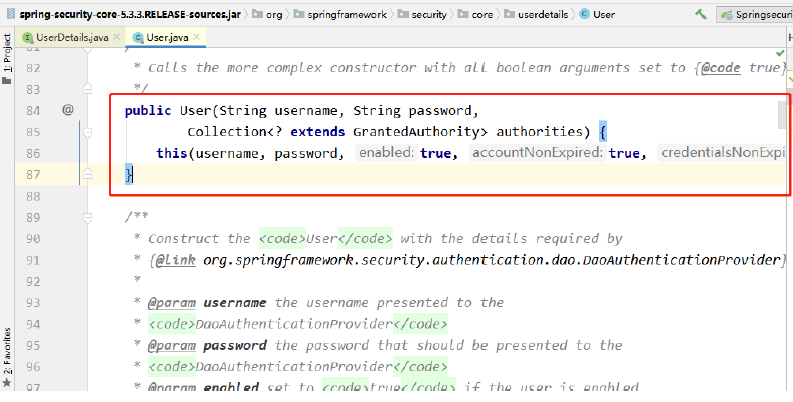 spring-security-core-5.3.3.RELEASE-sources.jar org springframework security core userdetails User Springsecuri
UserDetails.java User.java
1: Project
82 * Calls the more complex constructor with all boolean arguments set to {@code true}
83 */
84 @ public User(String username, String password,
85 Collection<? extends GrantedAuthority> authorities) {
86 this(username, password, enabled: true, accountNonExpired: true, credentialsNonExpi
87 }
88
89 /**
90 * Construct the <code>User</code> with the details required by
91 * {@link org.springframework.security.authentication.dao.DaoAuthenticationProvider}
92 *
93 * @param username the username presented to the
94 * <code>DaoAuthenticationProvider</code>
95 * @param password the password that should be presented to the
96 * <code>DaoAuthenticationProvider</code>
97 * @param enabled set to <code>true</code> if the user is enabled
2: Favorites